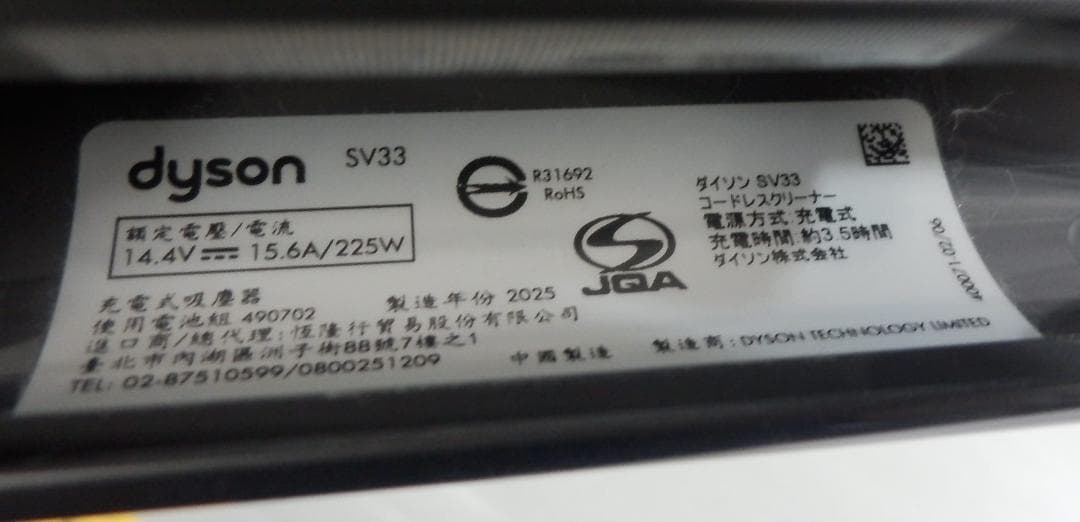 dyson SV33
額定電壓/電流
14.4V 15.6A/225W
R31692
RoHS
JQA
ダイソン SV33
コードレスクリーナー
電源方式:充電式
充電時間:約3.5時間
ダイソン株式会社
充電式吸塵器 製造年份 2025
使用電池組 490702
進口商/總代理:恆隆行貿易股份有限公司
臺北市內湖區洲子街88號7樓之1
TEL: 02-87510599/0800251209
中國製造 製造商:DYSON TECHNOLOGY LIMITED